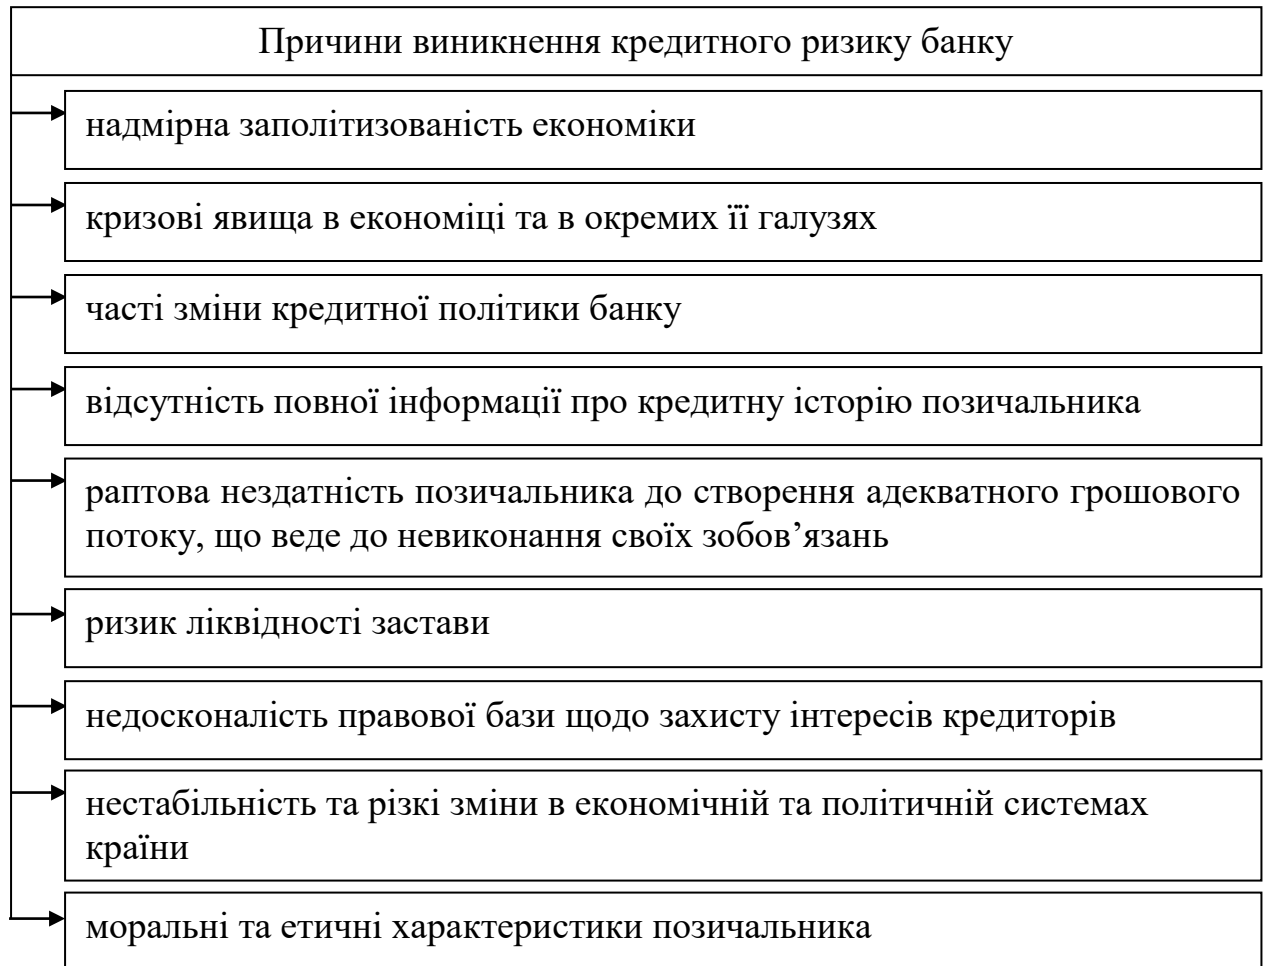 Причини виникнення кредитного ризику банку
надмірна заполітизованість економіки
кризові явища в економіці та в окремих її галузях
часті зміни кредитної політики банку
відсутність повної інформації про кредитну історію позичальника
раптова нездатність позичальника до створення адекватного грошового
потоку, що веде до невиконання своїх зобов’язань
ризик ліквідності застави
недосконалість правової бази щодо захисту інтересів кредиторів
нестабільність та різкі зміни в економічній та політичній системах
країни
моральні та етичні характеристики позичальника